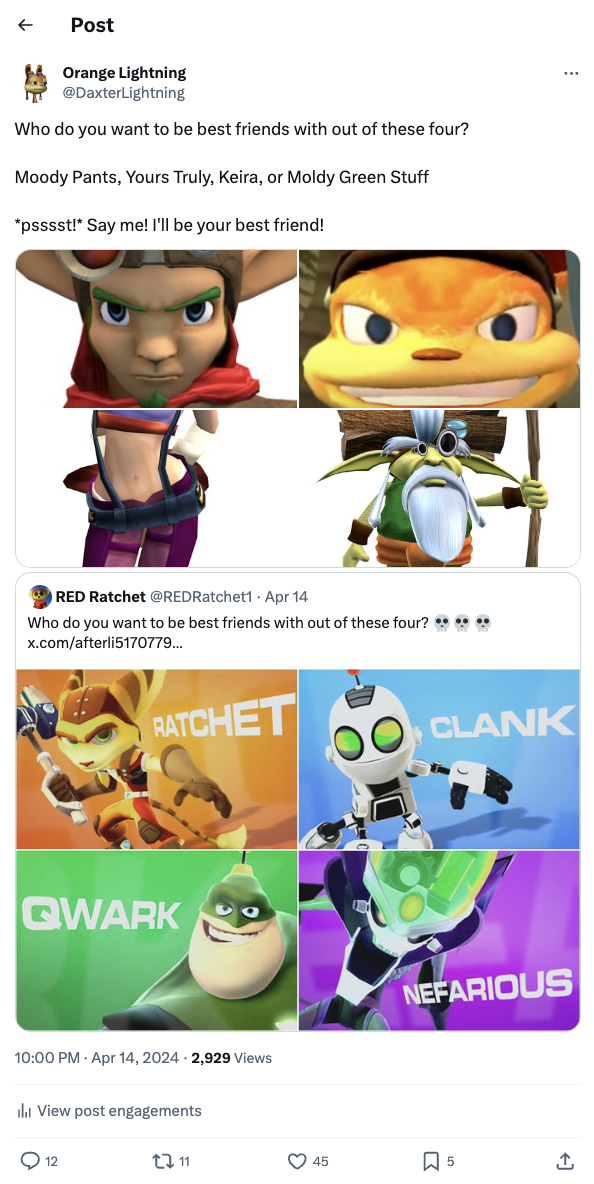 Post
Orange Lightning
@DaxterLightning
Who do you want to be best friends with out of these four?
Moody Pants, Yours Truly, Keira, or Moldy Green Stuff
*psssst!* Say me! I'll be your best friend!
RED Ratchet @REDRatchet1 · Apr 14
Who do you want to be best friends with out of these four? 💀💀💀
x.com/afterli5170779...
RATCHET
CLANK
QWARK
NEFARIOUS
10:00 PM · Apr 14, 2024 · 2,929 Views
View post engagements
12 11 45 5